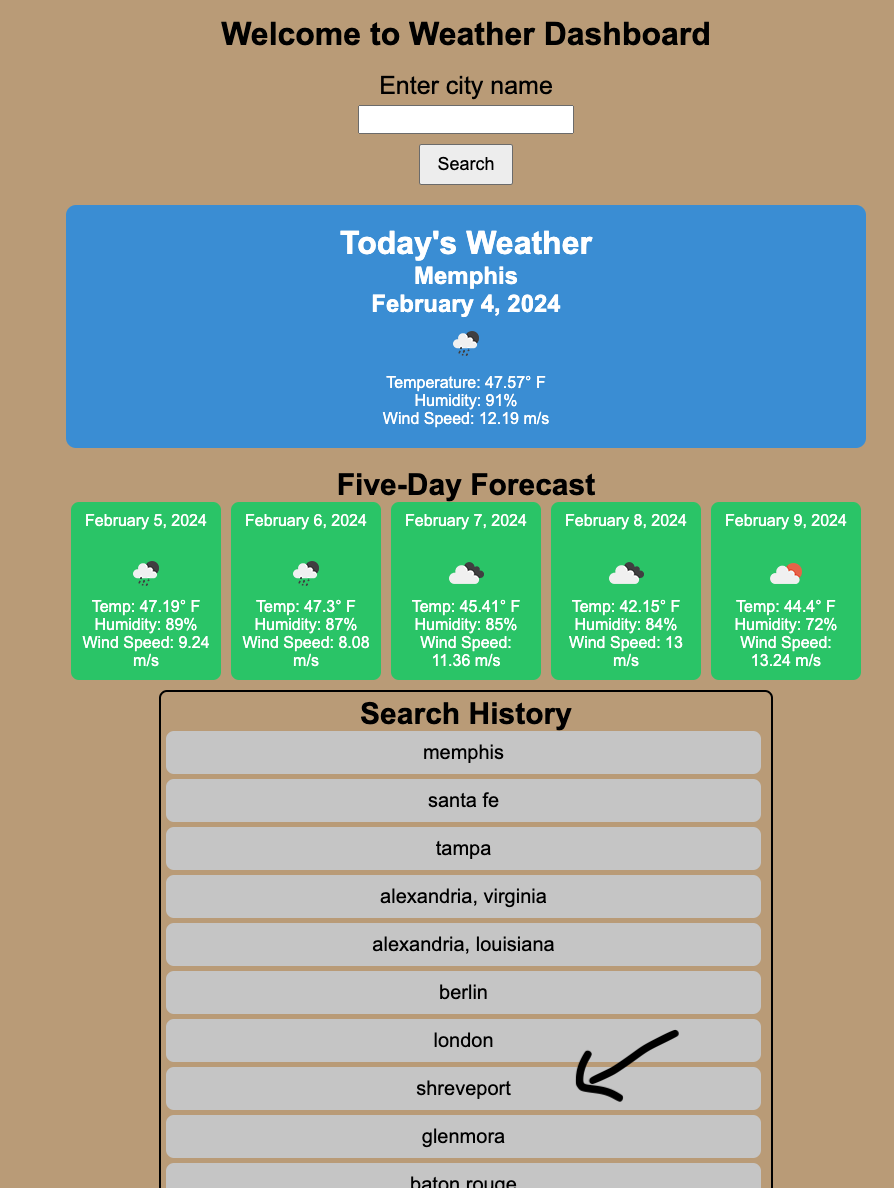 Welcome to Weather Dashboard
Enter city name
Search
Today's Weather
Memphis
February 4, 2024
Temperature: 47.57° F
Humidity: 91%
Wind Speed: 12.19 m/s
Five-Day Forecast
February 5, 2024
Temp: 47.19° F
Humidity: 89%
Wind Speed: 9.24
m/s
February 6, 2024
Temp: 47.3° F
Humidity: 87%
Wind Speed: 8.08
m/s
February 7, 2024
Temp: 45.41° F
Humidity: 85%
Wind Speed:
11.36 m/s
February 8, 2024
Temp: 42.15° F
Humidity: 84%
Wind Speed: 13
m/s
February 9, 2024
Temp: 44.4° F
Humidity: 72%
Wind Speed:
13.24 m/s
Search History
memphis
santa fe
tampa
alexandria, virginia
alexandria, louisiana
berlin
london
shreveport
glenmora
baton rouge